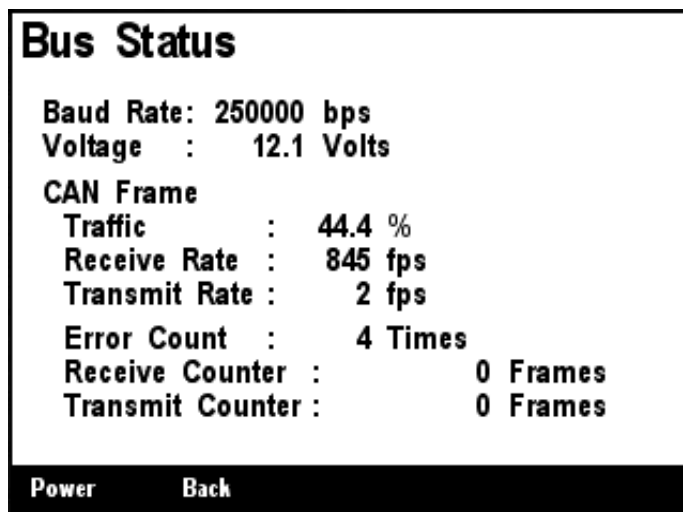 Bus Status
Baud Rate: 250000 bps
Voltage : 12.1 Volts
CAN Frame
Traffic : 44.4 %
Receive Rate : 845 fps
Transmit Rate : 2 fps
Error Count : 4 Times
Receive Counter : 0 Frames
Transmit Counter : 0 Frames
Power Back